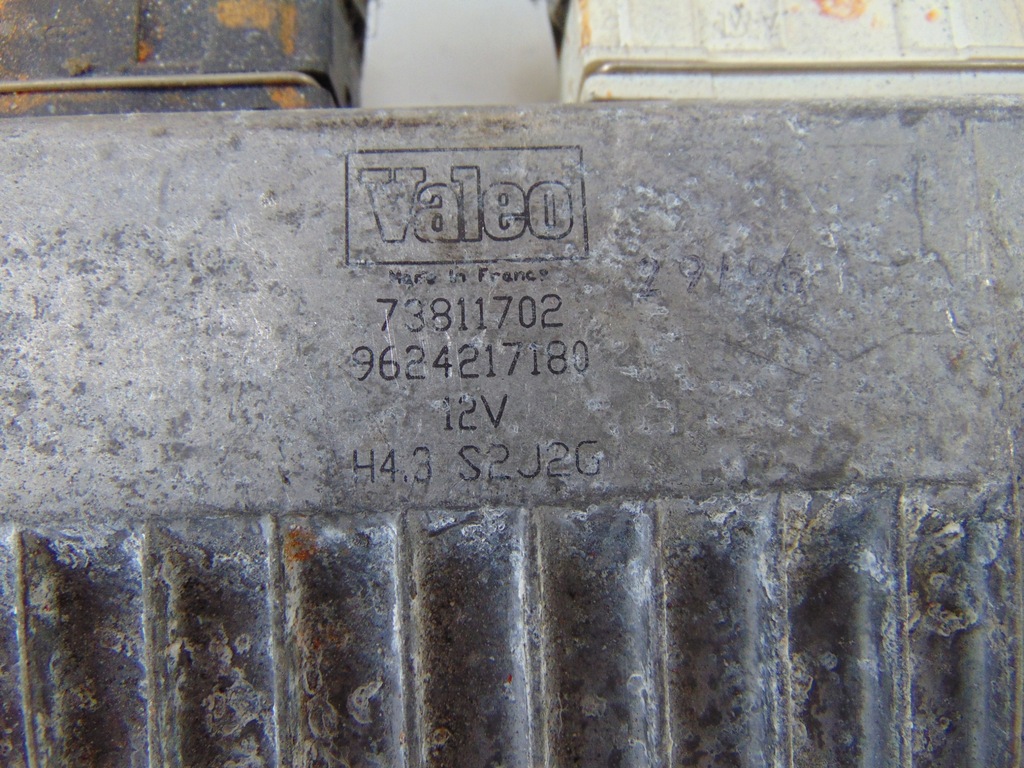 Valeo
Made in France
73811702
9624217180
12V
H4.3 S2J2G